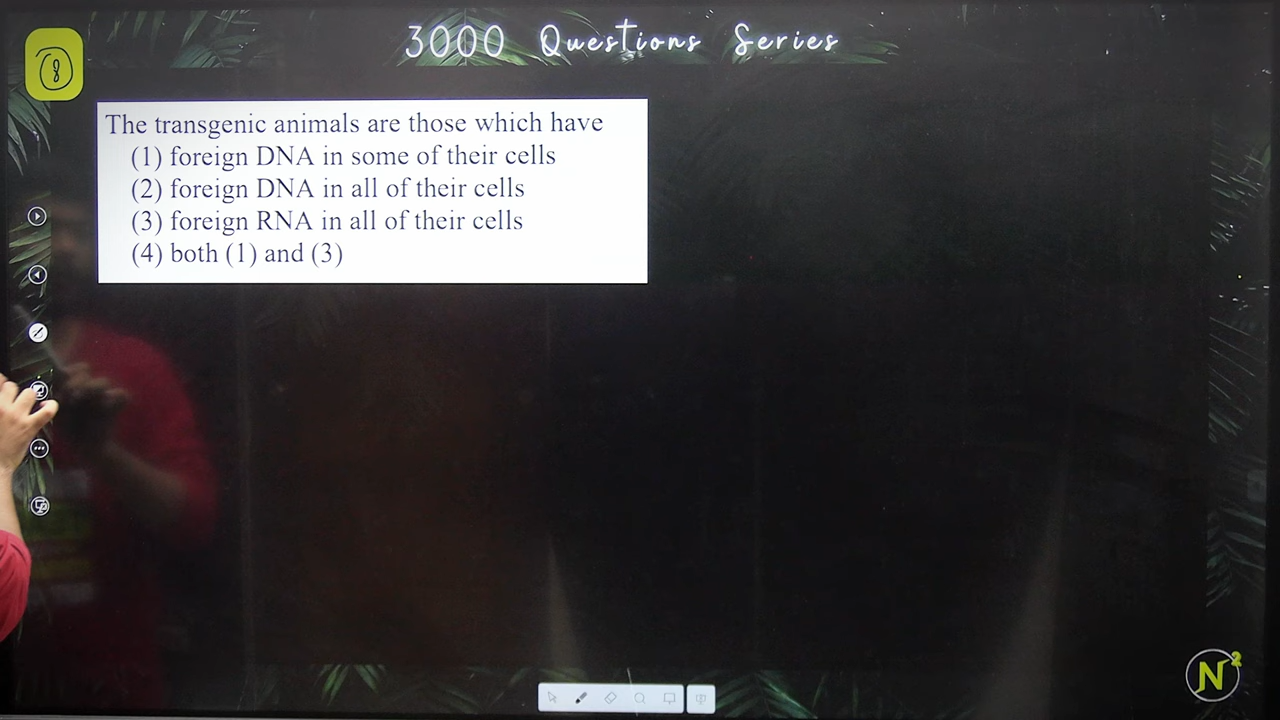 8
3000 Questions Series
The transgenic animals are those which have
(1) foreign DNA in some of their cells
(2) foreign DNA in all of their cells
(3) foreign RNA in all of their cells
(4) both (1) and (3)
N2